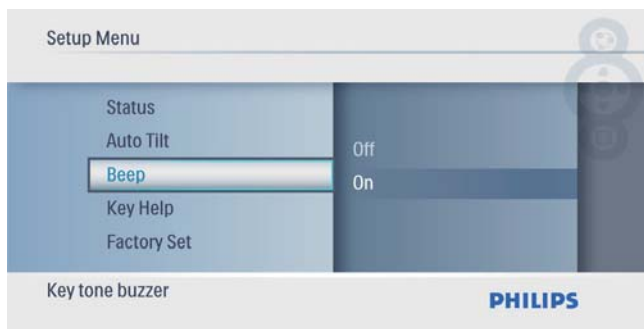 Setup Menu
Status
Auto Tilt
Beep
Key Help
Factory Set
Off
On
Key tone buzzer
PHILIPS